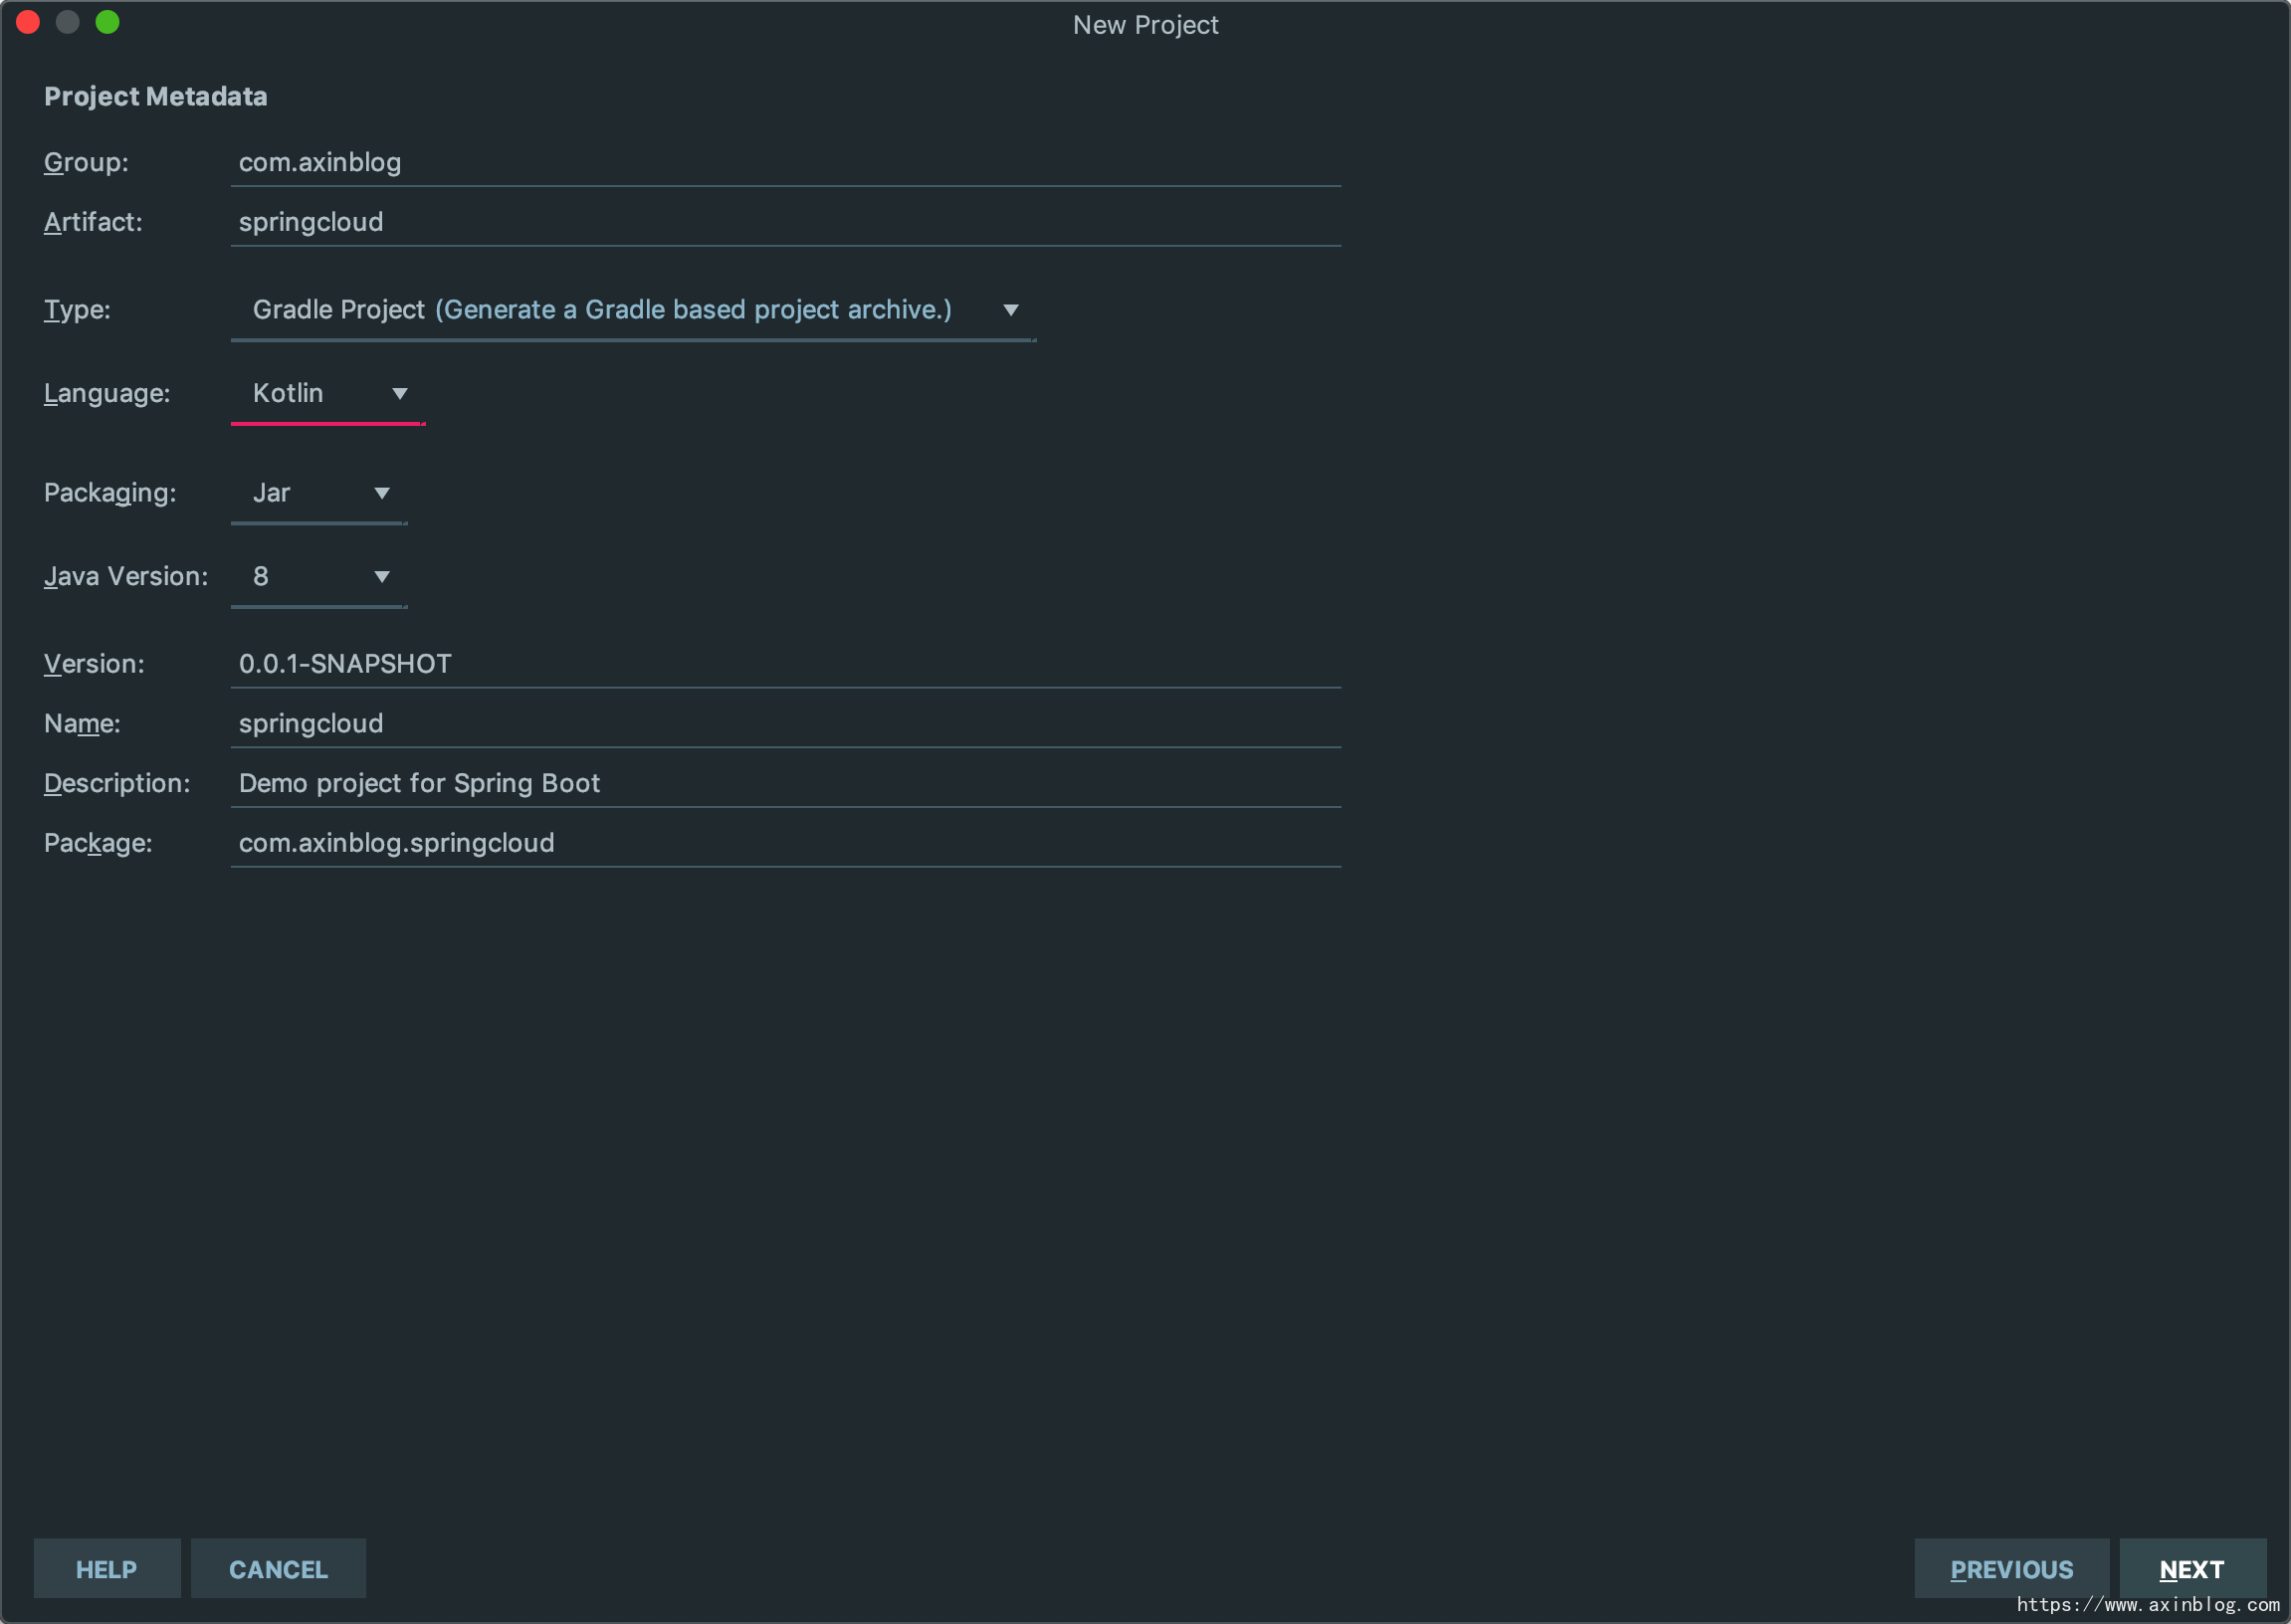 New Project
Project Metadata
Group: com.axinblog
Artifact: springcloud
Type: Gradle Project (Generate a Gradle based project archive.)
Language: Kotlin
Packaging: Jar
Java Version: 8
Version: 0.0.1-SNAPSHOT
Name: springcloud
Description: Demo project for Spring Boot
Package: com.axinblog.springcloud
HELP CANCEL PREVIOUS NEXT
https://www.axinblog.com